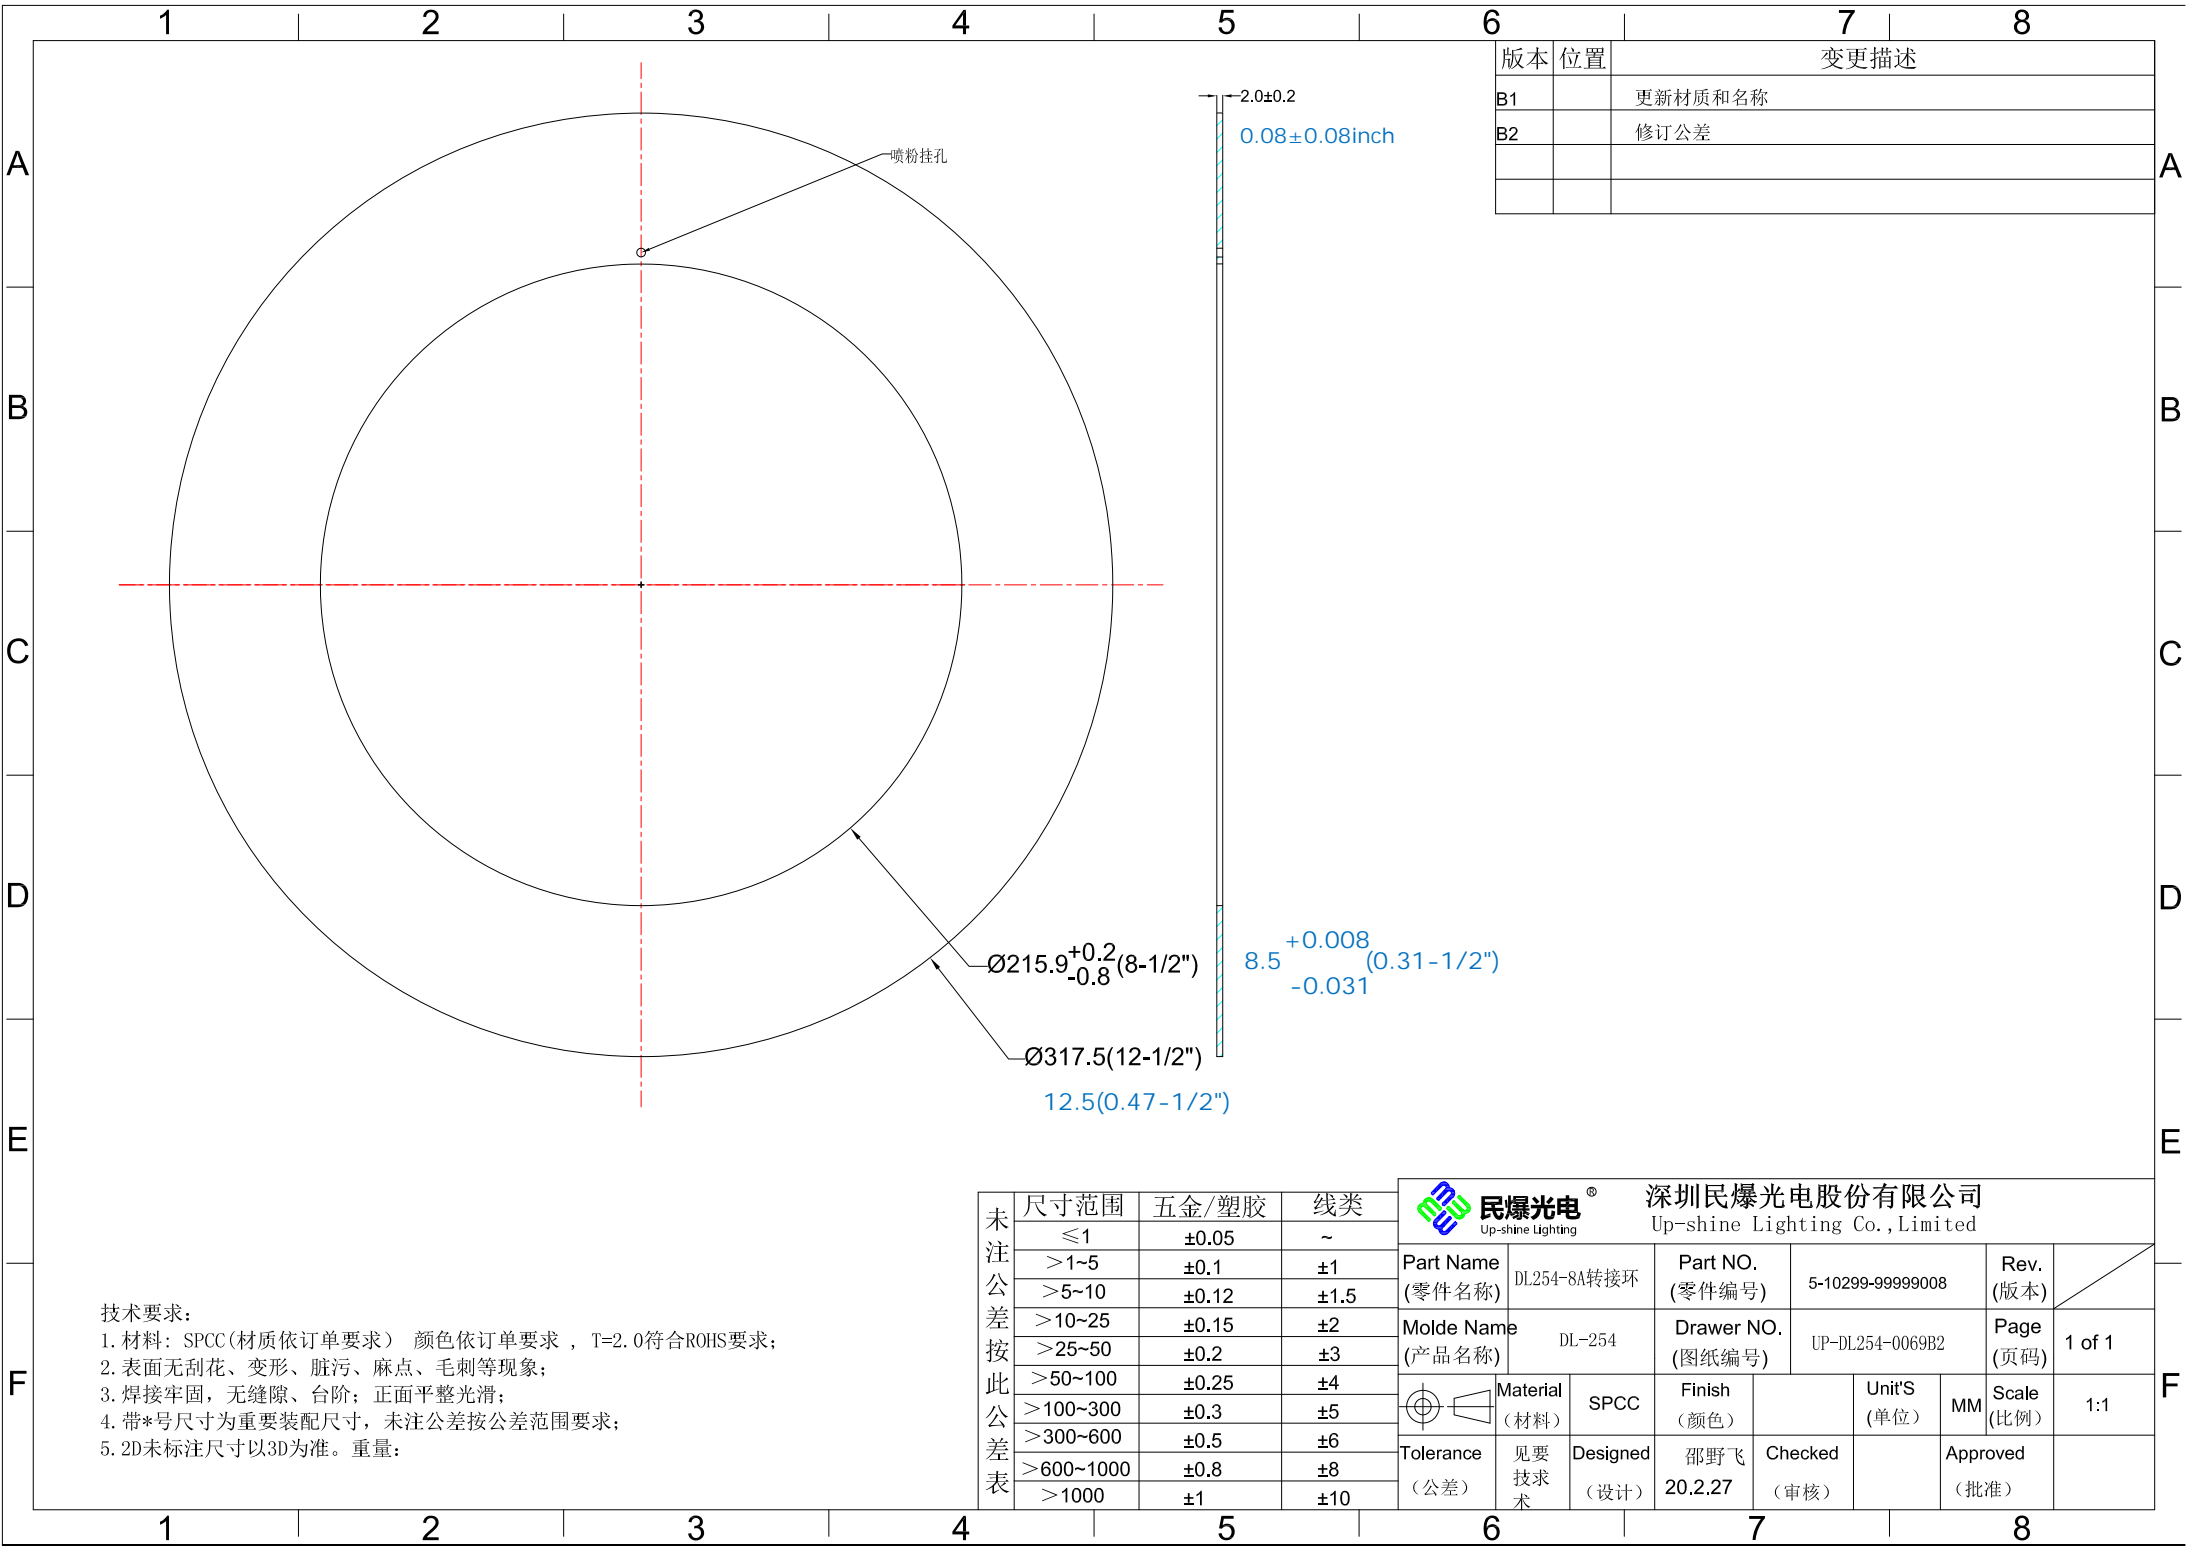 1 2 3 4 5 6 7 8
版本 位置 变更描述
B1 更新材质和名称
B2 修订公差
2.0±0.2
0.08±0.08inch
喷粉挂孔
A A
B B
C C
D D
E E
F F
Ø215.9 +0.2 -0.8 (8-1/2")
8.5 +0.008 -0.031 (0.31-1/2")
Ø317.5(12-1/2")
12.5(0.47-1/2")
技术要求:
1.材料: SPCC(材质依订单要求) 颜色依订单要求 , T=2.0符合ROHS要求;
2.表面无刮花、变形、脏污、麻点、毛刺等现象;
3.焊接牢固, 无缝隙、台阶; 正面平整光滑;
4.带*号尺寸为重要装配尺寸, 未注公差按公差范围要求;
5.2D未标注尺寸以3D为准。重量:
未注公差按此公差表
尺寸范围 五金/塑胶 线类
≤1 ±0.05 ~
>1~5 ±0.1 ±1
>5~10 ±0.12 ±1.5
>10~25 ±0.15 ±2
>25~50 ±0.2 ±3
>50~100 ±0.25 ±4
>100~300 ±0.3 ±5
>300~600 ±0.5 ±6
>600~1000 ±0.8 ±8
>1000 ±1 ±10
民爆光电 ®
Up-shine Lighting
深圳民爆光电股份有限公司
Up-shine Lighting Co.,Limited
Part Name (零件名称) DL254-8A转接环 Part NO. (零件编号) 5-10299-99999008 Rev. (版本)
Molde Name (产品名称) DL-254 Drawer NO. (图纸编号) UP-DL254-0069B2 Page (页码) 1 of 1
Material (材料) SPCC Finish (颜色) Unit'S (单位) MM Scale (比例) 1:1
Tolerance (公差) 见要技术术 Designed (设计) 邵野飞 20.2.27 Checked (审核) Approved (批准)
1 2 3 4 5 6 7 8